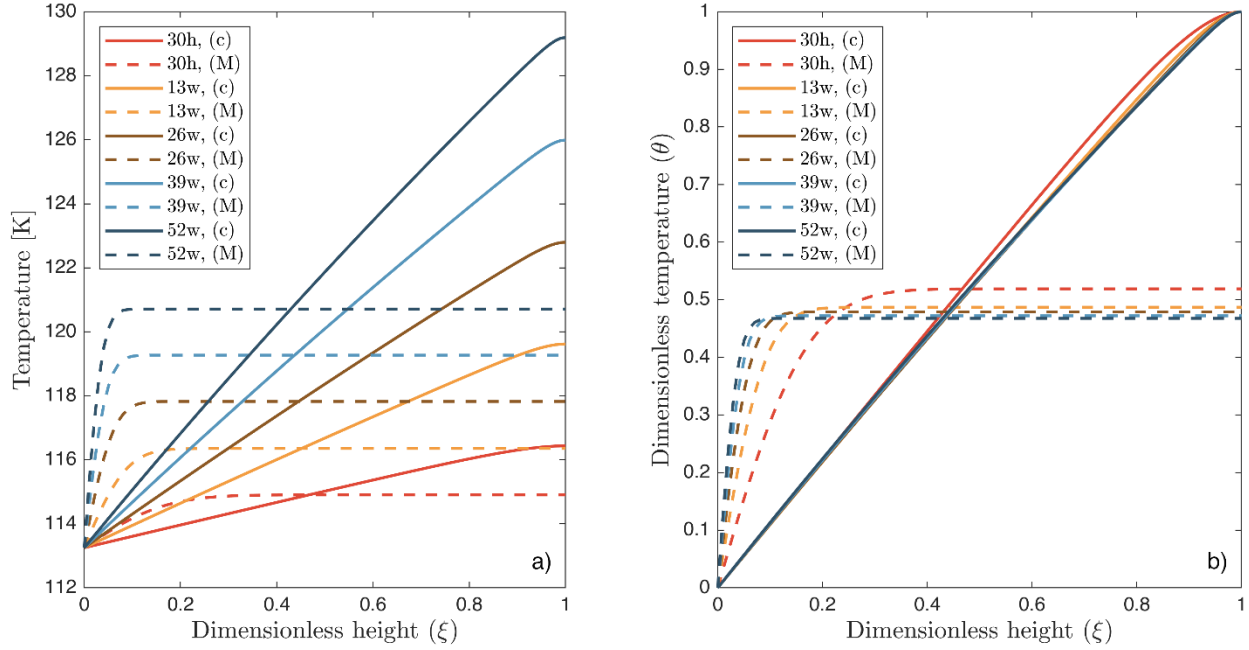 130
128
126
124
122
120
118
116
114
112
Temperature [K]
30h, (c)
30h, (M)
13w, (c)
13w, (M)
26w, (c)
26w, (M)
39w, (c)
39w, (M)
52w, (c)
52w, (M)
a)
0
0.2
0.4
0.6
0.8
1
Dimensionless height (ξ)
1
0.9
0.8
0.7
0.6
0.5
0.4
0.3
0.2
0.1
0
Dimensionless temperature (θ)
30h, (c)
30h, (M)
13w, (c)
13w, (M)
26w, (c)
26w, (M)
39w, (c)
39w, (M)
52w, (c)
52w, (M)
b)
0
0.2
0.4
0.6
0.8
1
Dimensionless height (ξ)